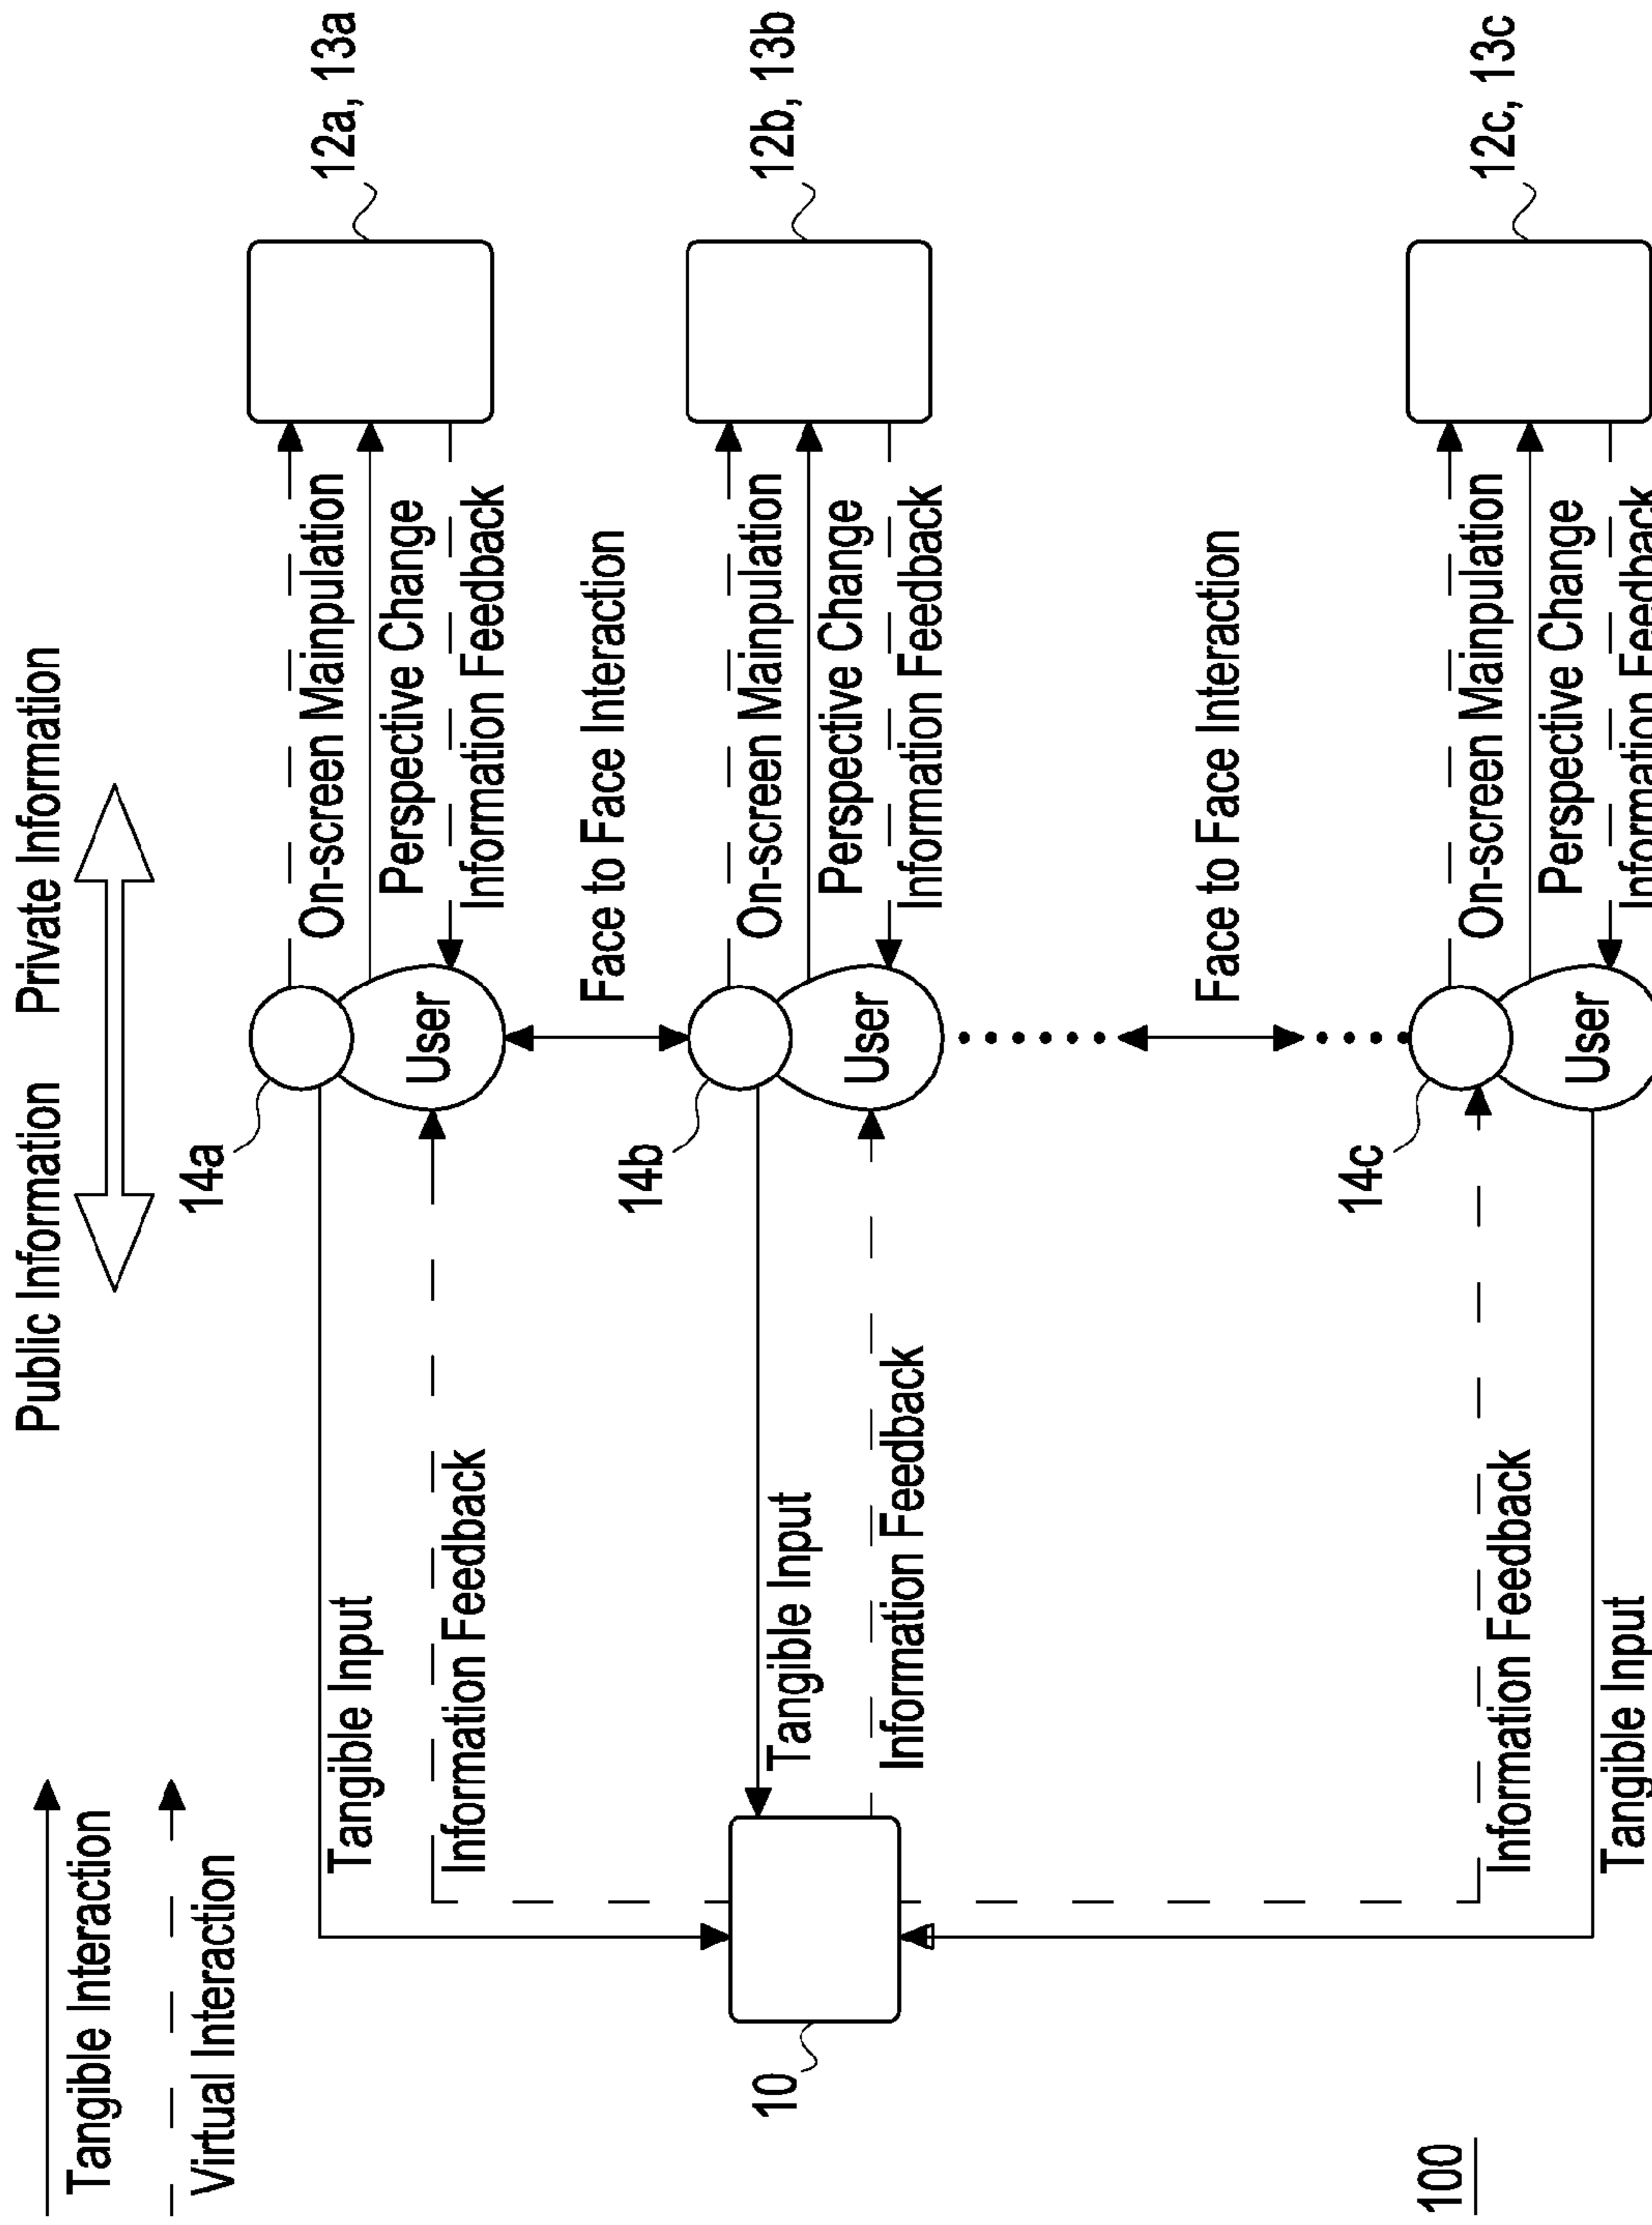 Tangible Interaction
Virtual Interaction
Public Information
Private Information
14a
User
Tangible Input
Information Feedback
On-screen Mainpulation
Perspective Change
Information Feedback
12a, 13a
Face to Face Interaction
10
14b
User
Tangible Input
Information Feedback
On-screen Mainpulation
Perspective Change
Information Feedback
12b, 13b
Face to Face Interaction
14c
User
Information Feedback
Tangible Input
On-screen Mainpulation
Perspective Change
Information Feedback
12c, 13c
100